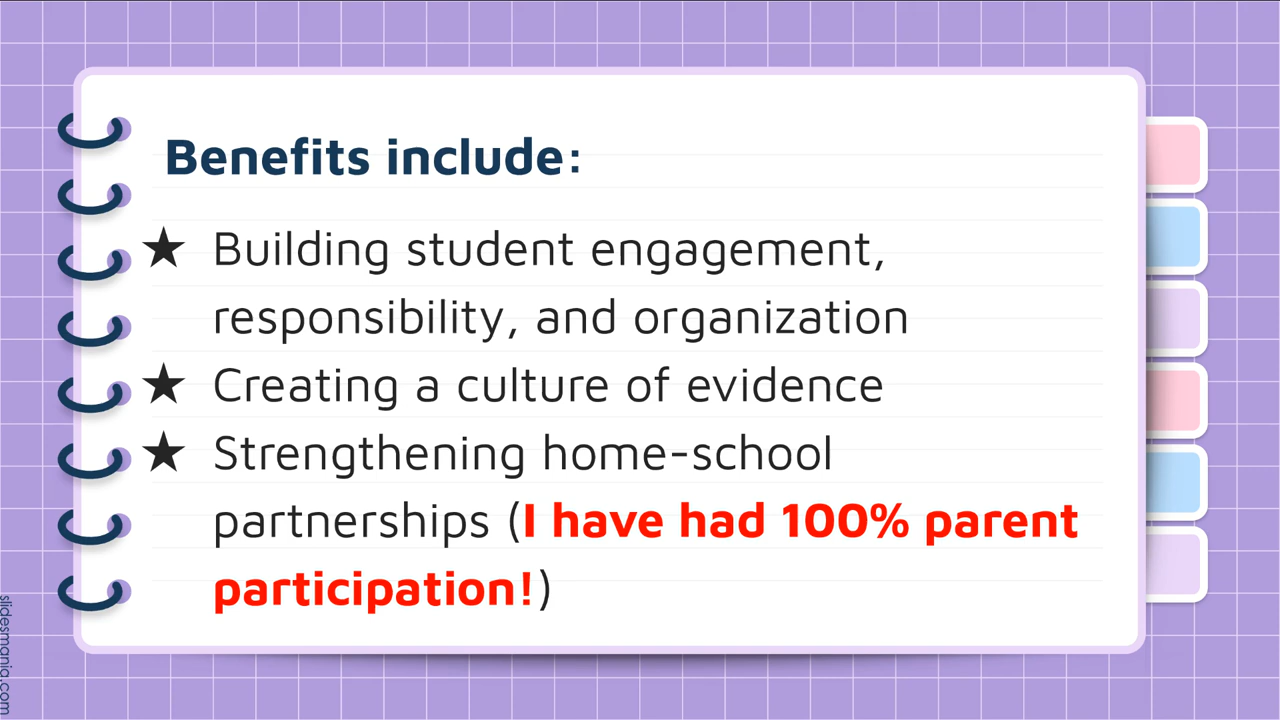 Benefits include:
★ Building student engagement,
responsibility, and organization
★ Creating a culture of evidence
★ Strengthening home-school
partnerships (I have had 100% parent
participation!)
slidesmania.com